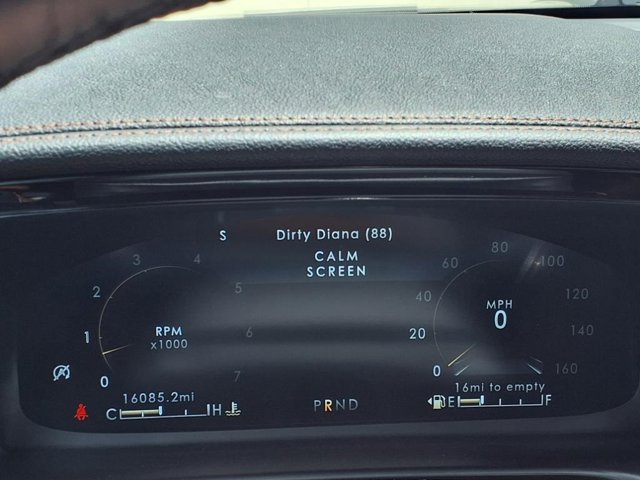 S Dirty Diana (88)
CALM
SCREEN
0 1 2 3 4 5 6 7
RPM
x1000
0 20 40 60 80 100 120 140 160
MPH
0
16085.2mi
C H
PRND
16mi to empty
E F